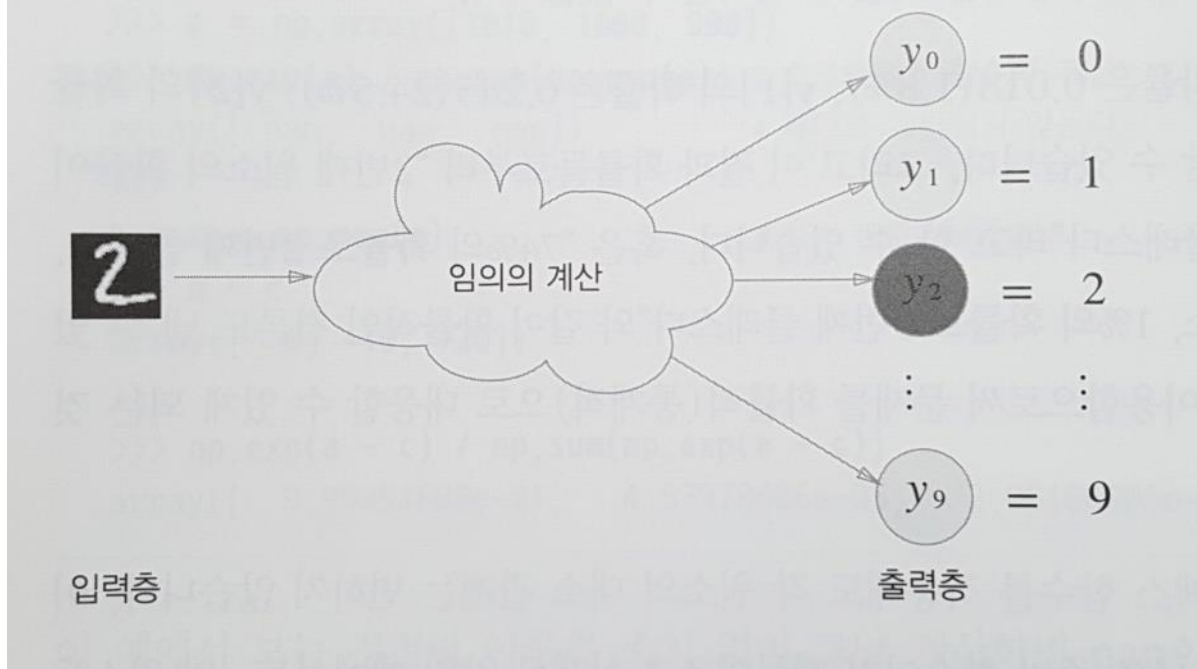 y0 = 0
y1 = 1
2
임의의 계산
y2 = 2
⋮ ⋮
y9 = 9
입력층
출력층